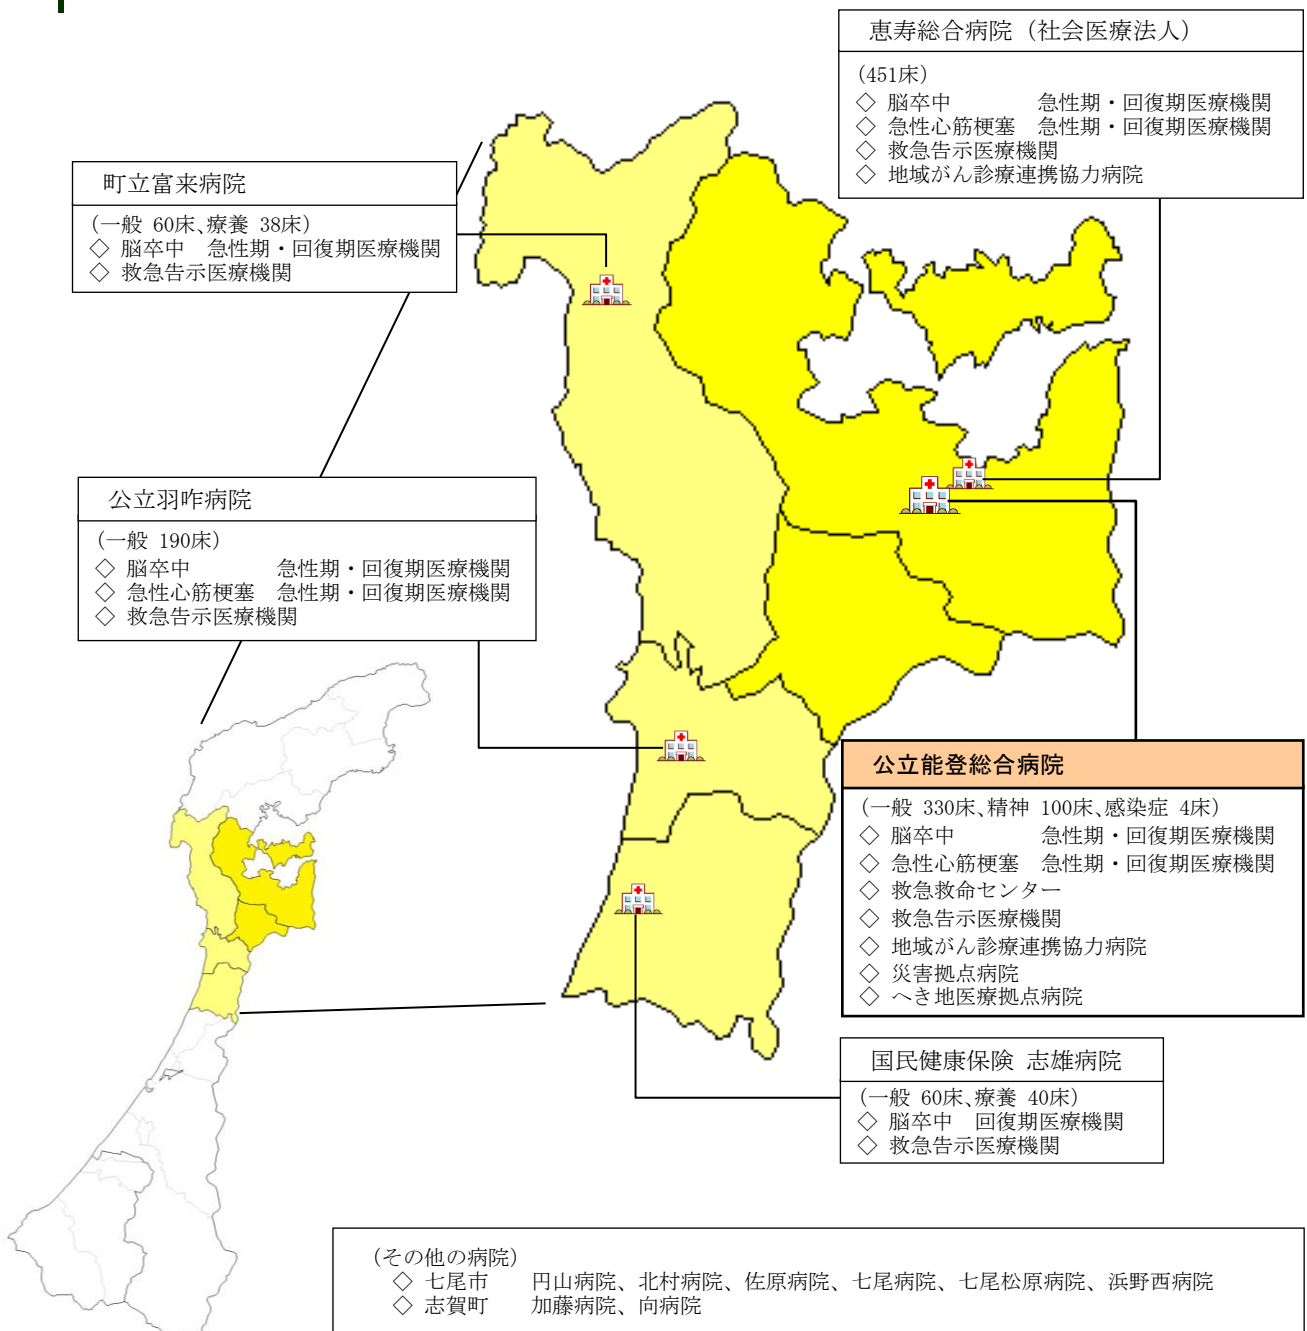 恵寿総合病院（社会医療法人）
（451床）
◇ 脳卒中　　　　急性期・回復期医療機関
◇ 急性心筋梗塞　急性期・回復期医療機関
◇ 救急告示医療機関
◇ 地域がん診療連携協力病院
町立富来病院
（一般 60床、療養 38床）
◇ 脳卒中　急性期・回復期医療機関
◇ 救急告示医療機関
公立羽咋病院
（一般 190床）
◇ 脳卒中　　　　急性期・回復期医療機関
◇ 急性心筋梗塞　急性期・回復期医療機関
◇ 救急告示医療機関
公立能登総合病院
（一般 330床、精神 100床、感染症 4床）
◇ 脳卒中　　　　急性期・回復期医療機関
◇ 急性心筋梗塞　急性期・回復期医療機関
◇ 救急救命センター
◇ 救急告示医療機関
◇ 地域がん診療連携協力病院
◇ 災害拠点病院
◇ へき地医療拠点病院
国民健康保険 志雄病院
（一般 60床、療養 40床）
◇ 脳卒中　回復期医療機関
◇ 救急告示医療機関
（その他の病院）
◇ 七尾市　　円山病院、北村病院、佐原病院、七尾病院、七尾松原病院、浜野西病院
◇ 志賀町　　加藤病院、向病院